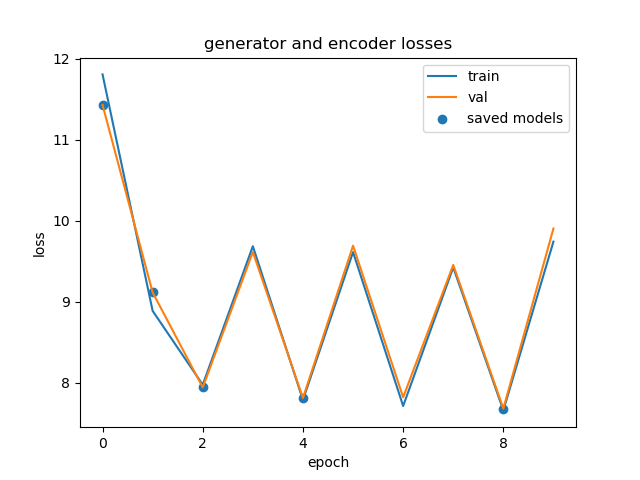 generator and encoder losses
12
11
10
9
8
loss
train
val
saved models
0 2 4 6 8
epoch